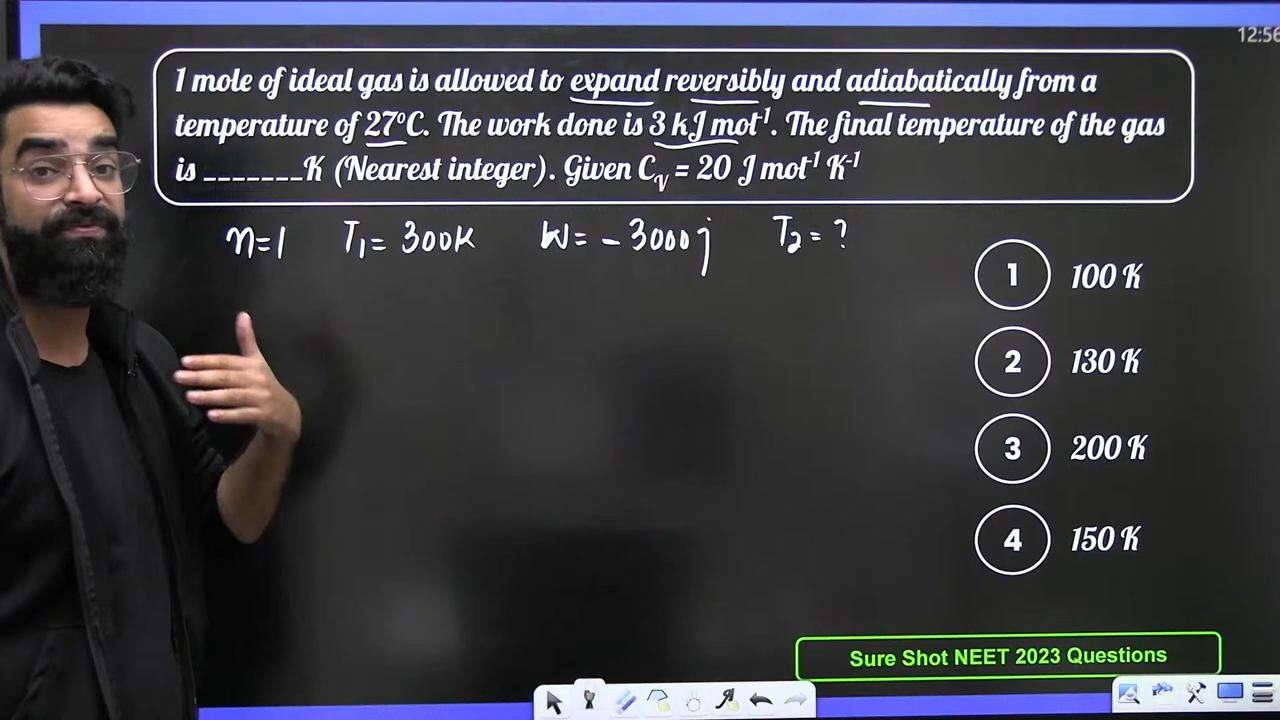 12:56
1 mole of ideal gas is allowed to expand reversibly and adiabatically from a
temperature of 27°C. The work done is 3 kJ mol⁻¹. The final temperature of the gas
is _______K (Nearest integer). Given Cᵥ = 20 J mol⁻¹ K⁻¹
n=1 T₁= 300K W= - 3000j T₂= ?
1 100 K
2 130 K
3 200 K
4 150 K
Sure Shot NEET 2023 Questions